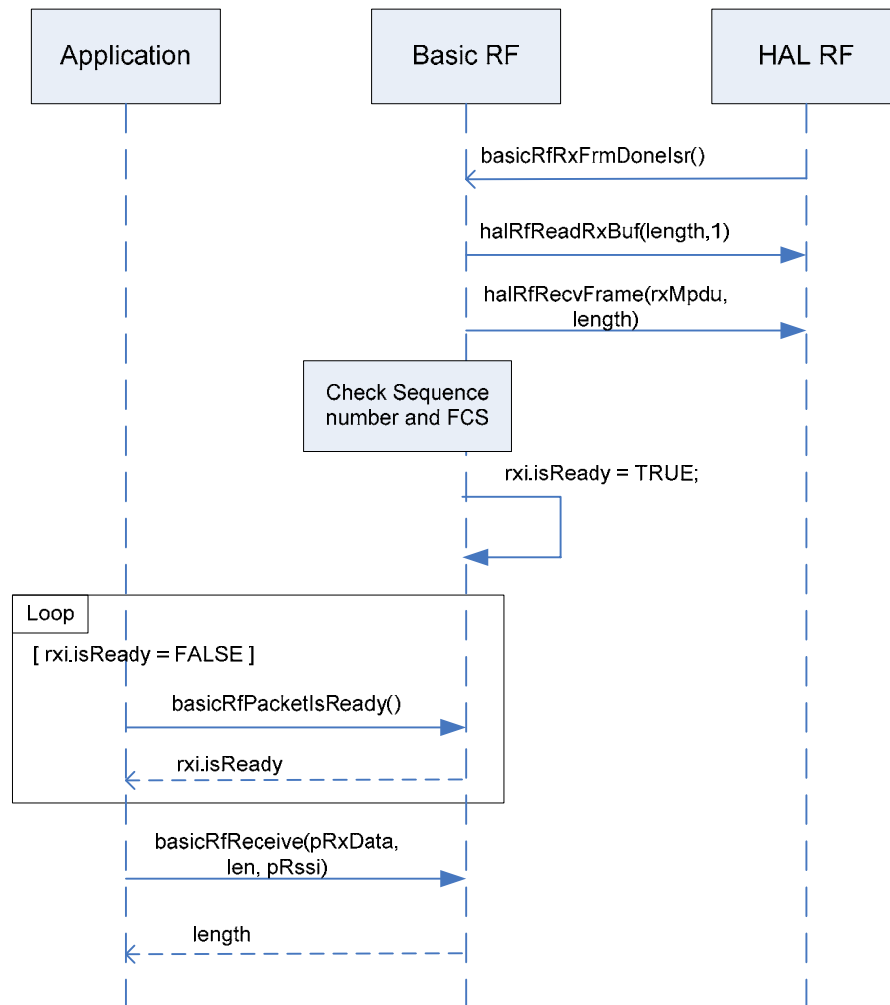 Application
Basic RF
HAL RF
basicRfRxFrmDoneIsr()
halRfReadRxBuf(length,1)
halRfRecvFrame(rxMpdu,
length)
Check Sequence
number and FCS
rxi.isReady = TRUE;
Loop
[ rxi.isReady = FALSE ]
basicRfPacketIsReady()
rxi.isReady
basicRfReceive(pRxData,
len, pRssi)
length